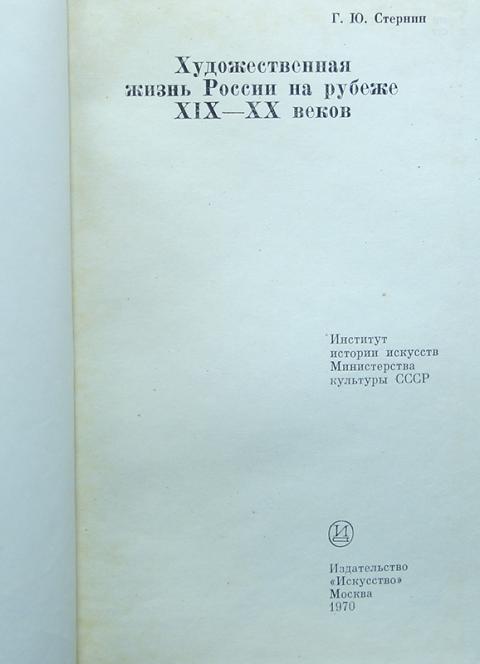 Г. Ю. Стернин
Художественная
жизнь России на рубеже
XIX—XX веков
Институт
истории искусств
Министерства
культуры СССР
И
Издательство
«Искусство»
Москва
1970